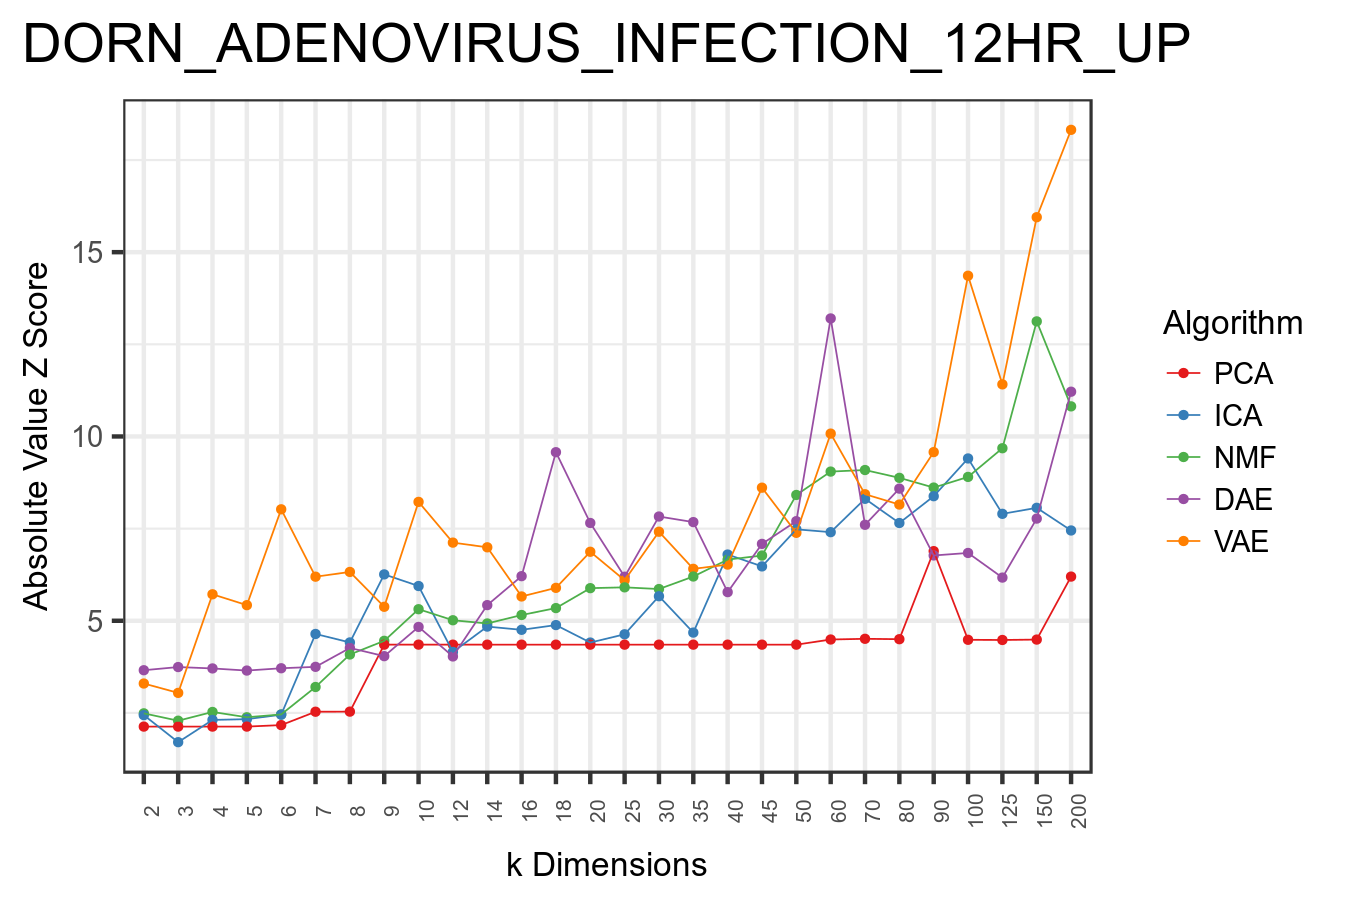 DORN_ADENOVIRUS_INFECTION_12HR_UP
Absolute Value Z Score
15
10
5
2 3 4 5 6 7 8 9 10 12 14 16 18 20 25 30 35 40 45 50 60 70 80 90 100 125 150 200
k Dimensions
Algorithm
PCA
ICA
NMF
DAE
VAE